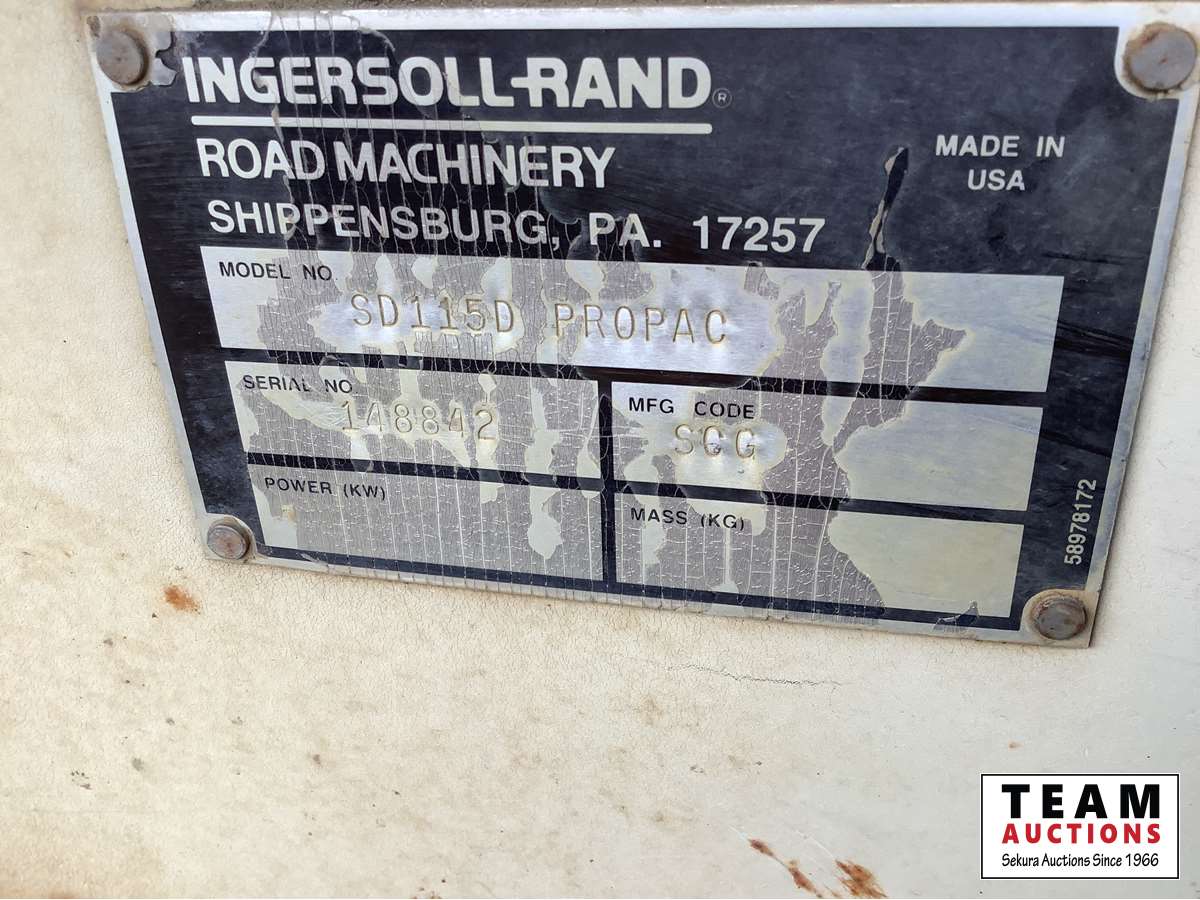 INGERSOLL-RAND®
ROAD MACHINERY
SHIPPENSBURG, PA. 17257
MADE IN
USA
MODEL NO.
SD115D PROPAC
SERIAL NO
148842
MFG CODE
SCG
POWER (KW)
MASS (KG)
58978172
TEAM
AUCTIONS
Sekura Auctions Since 1966